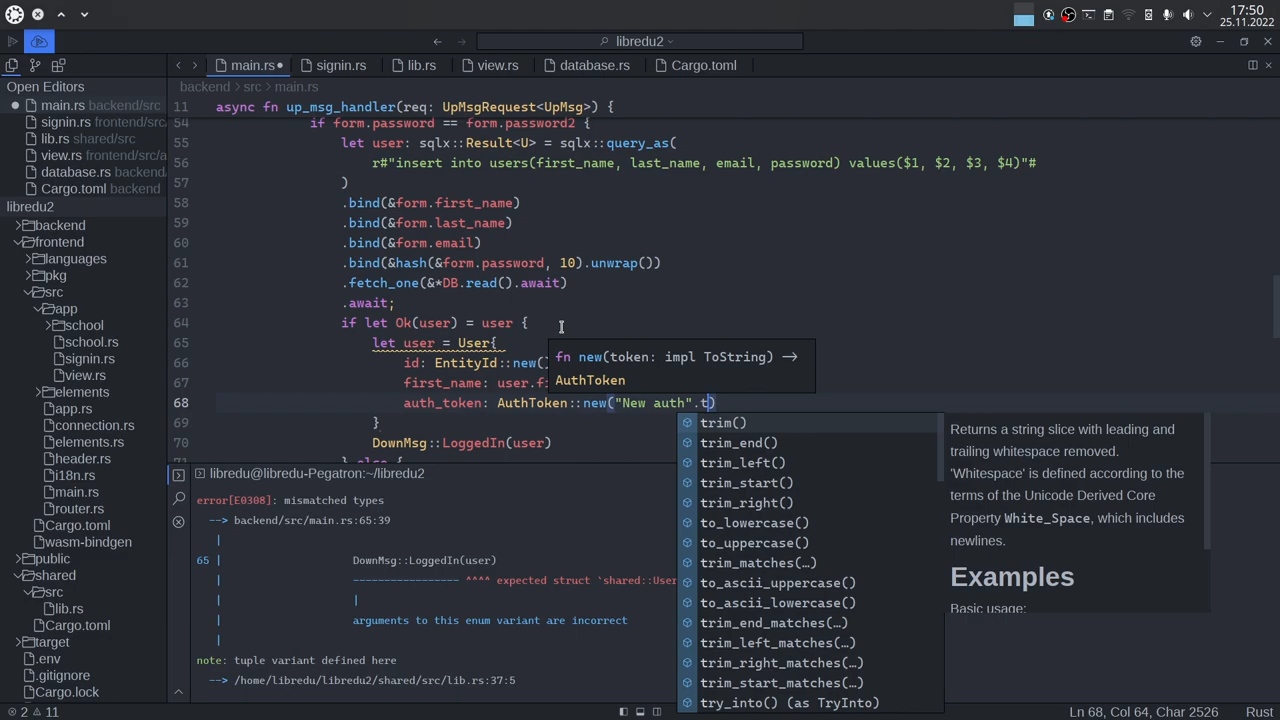 17:50
25.11.2022
libredu2
main.rs
signin.rs
lib.rs
view.rs
database.rs
Cargo.toml
Open Editors
main.rs backend/src
signin.rs frontend/src/
lib.rs shared/src
view.rs frontend/src/a
database.rs backend/
Cargo.toml backend
libredu2
backend
frontend
languages
pkg
src
app
school
school.rs
signin.rs
view.rs
elements
app.rs
connection.rs
elements.rs
header.rs
i18n.rs
main.rs
router.rs
Cargo.toml
wasm-bindgen
public
shared
src
lib.rs
Cargo.toml
target
.env
.gitignore
Cargo.lock
backend > src > main.rs
11 async fn up_msg_handler(req: UpMsgRequest<UpMsg>) {
54 if form.password == form.password2 {
55 let user: sqlx::Result<U> = sqlx::query_as(
56 r#"insert into users(first_name, last_name, email, password) values($1, $2, $3, $4)"#
57 )
58 .bind(&form.first_name)
59 .bind(&form.last_name)
60 .bind(&form.email)
61 .bind(&hash(&form.password, 10).unwrap())
62 .fetch_one(&*DB.read().await)
63 .await;
64 if let Ok(user) = user {
65 let user = User{
66 id: EntityId::new()
67 first_name: user.fi
68 auth_token: AuthToken::new("New auth".t)
69 }
70 DownMsg::LoggedIn(user)
} else {
fn new(token: impl ToString) ->
AuthToken
trim()
trim_end()
trim_left()
trim_start()
trim_right()
to_lowercase()
to_uppercase()
trim_matches(…)
to_ascii_uppercase()
to_ascii_lowercase()
trim_end_matches(…)
trim_left_matches(…)
trim_right_matches(…)
trim_start_matches(…)
try_into() (as TryInto)
Returns a string slice with leading and
trailing whitespace removed.
'Whitespace' is defined according to
the terms of the Unicode Derived Core
Property White_Space, which includes
newlines.
Examples
Basic usage:
libredu@libredu-Pegatron:~/libredu2
error[E0308]: mismatched types
--> backend/src/main.rs:65:39
|
65 | DownMsg::LoggedIn(user)
| ----------------- ^^^^ expected struct `shared::User
| |
| arguments to this enum variant are incorrect
|
note: tuple variant defined here
--> /home/libredu/libredu2/shared/src/lib.rs:37:5
2 11
Ln 68, Col 64, Char 2526
Rust